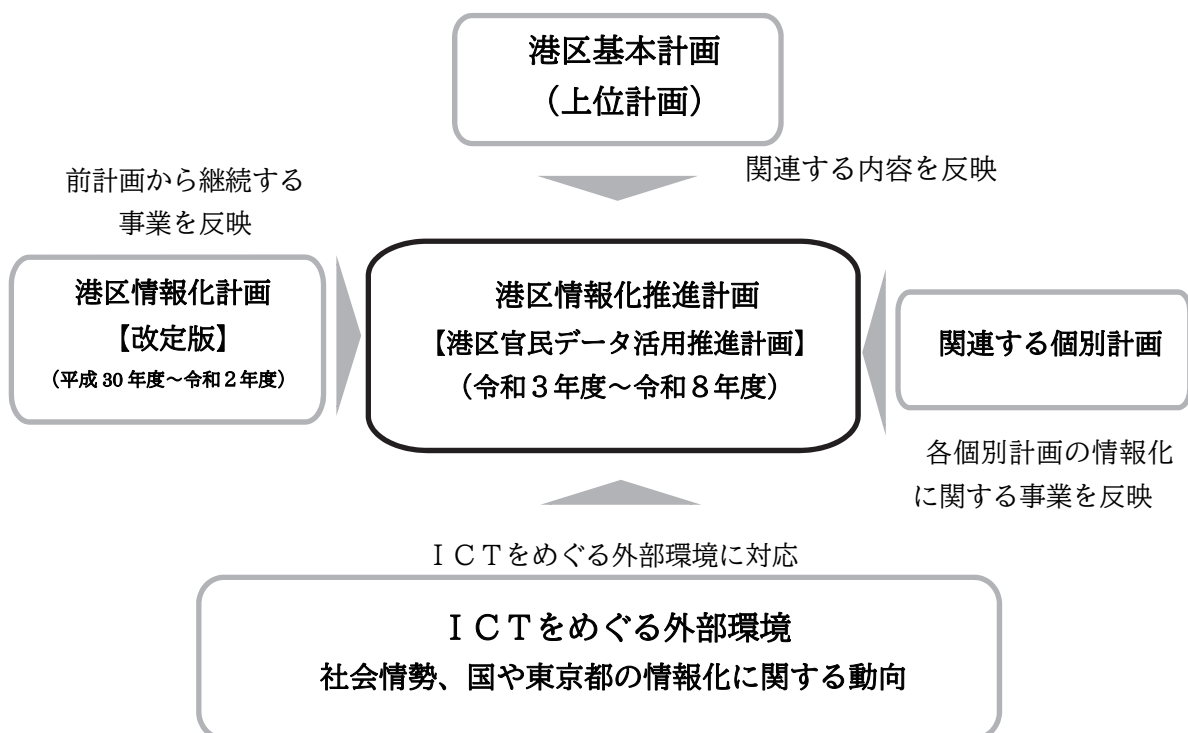 港区基本計画
（上位計画）
関連する内容を反映
前計画から継続する
事業を反映
港区情報化計画
【改定版】
（平成 30 年度～令和２年度）
港区情報化推進計画
【港区官民データ活用推進計画】
（令和３年度～令和８年度）
関連する個別計画
各個別計画の情報化
に関する事業を反映
ＩＣＴをめぐる外部環境に対応
ＩＣＴをめぐる外部環境
社会情勢、国や東京都の情報化に関する動向